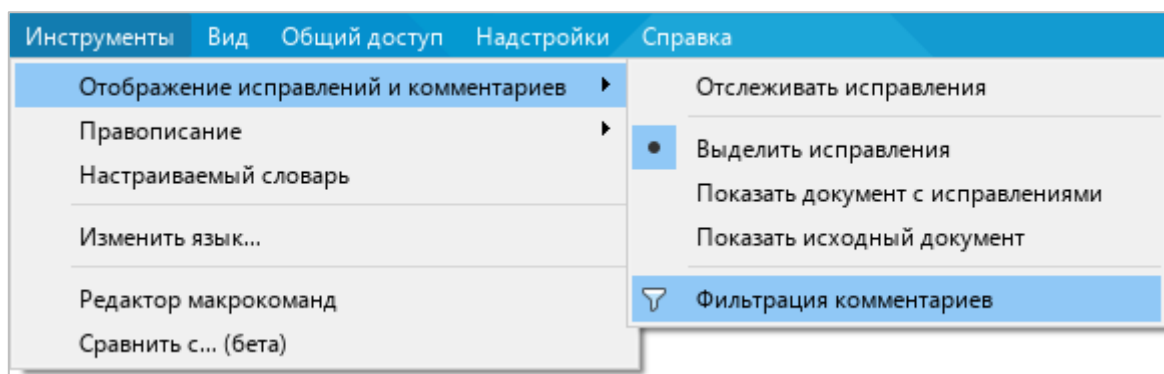 Инструменты Вид Общий доступ Надстройки Справка
Отображение исправлений и комментариев
Правописание
Настраиваемый словарь
Изменить язык...
Редактор макрокоманд
Сравнить с... (бета)
Отслеживать исправления
Выделить исправления
Показать документ с исправлениями
Показать исходный документ
Фильтрация комментариев